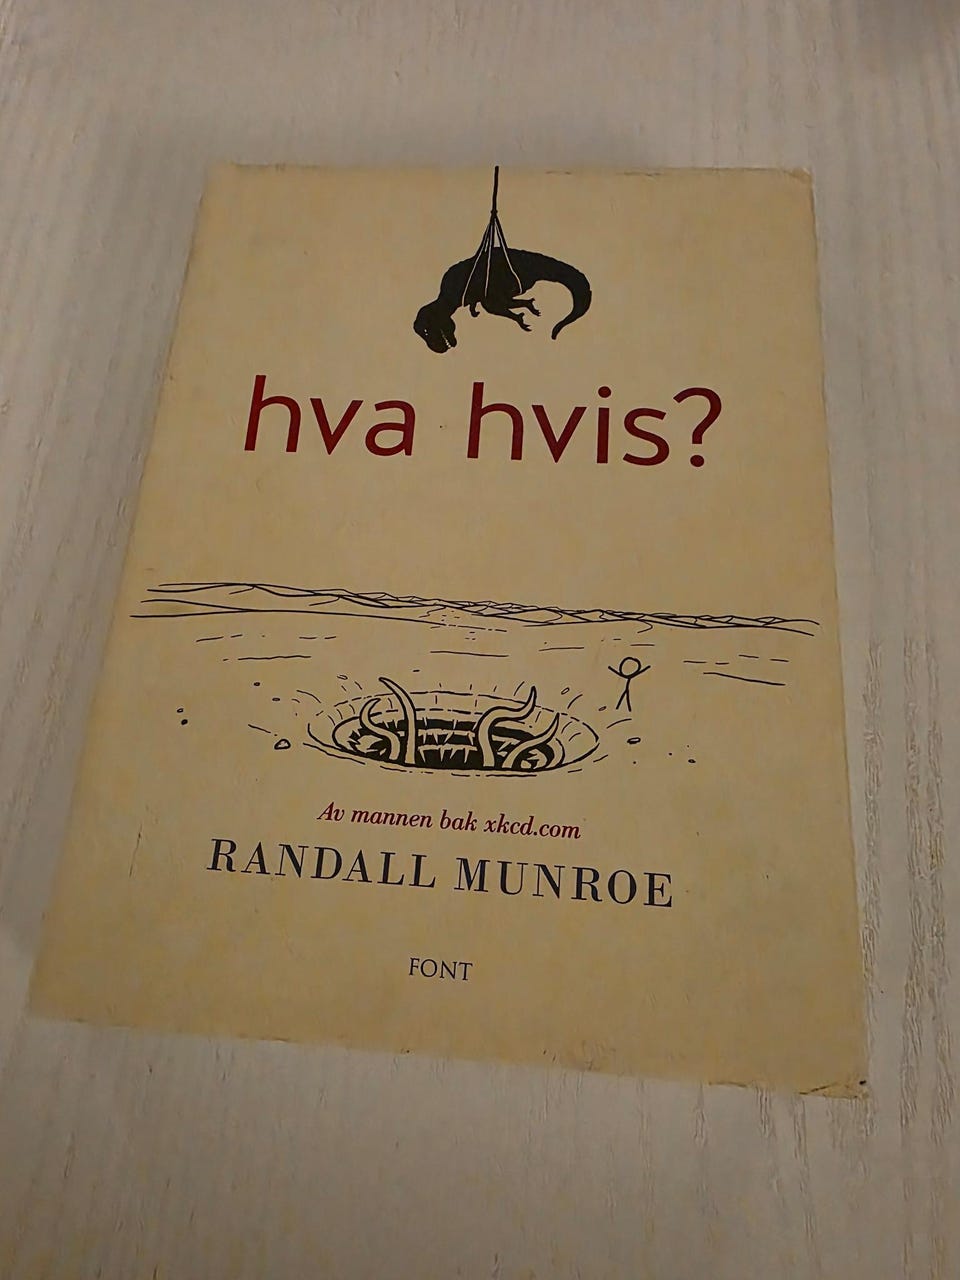 hva hvis?
Av mannen bak xkcd.com
RANDALL MUNROE
FONT